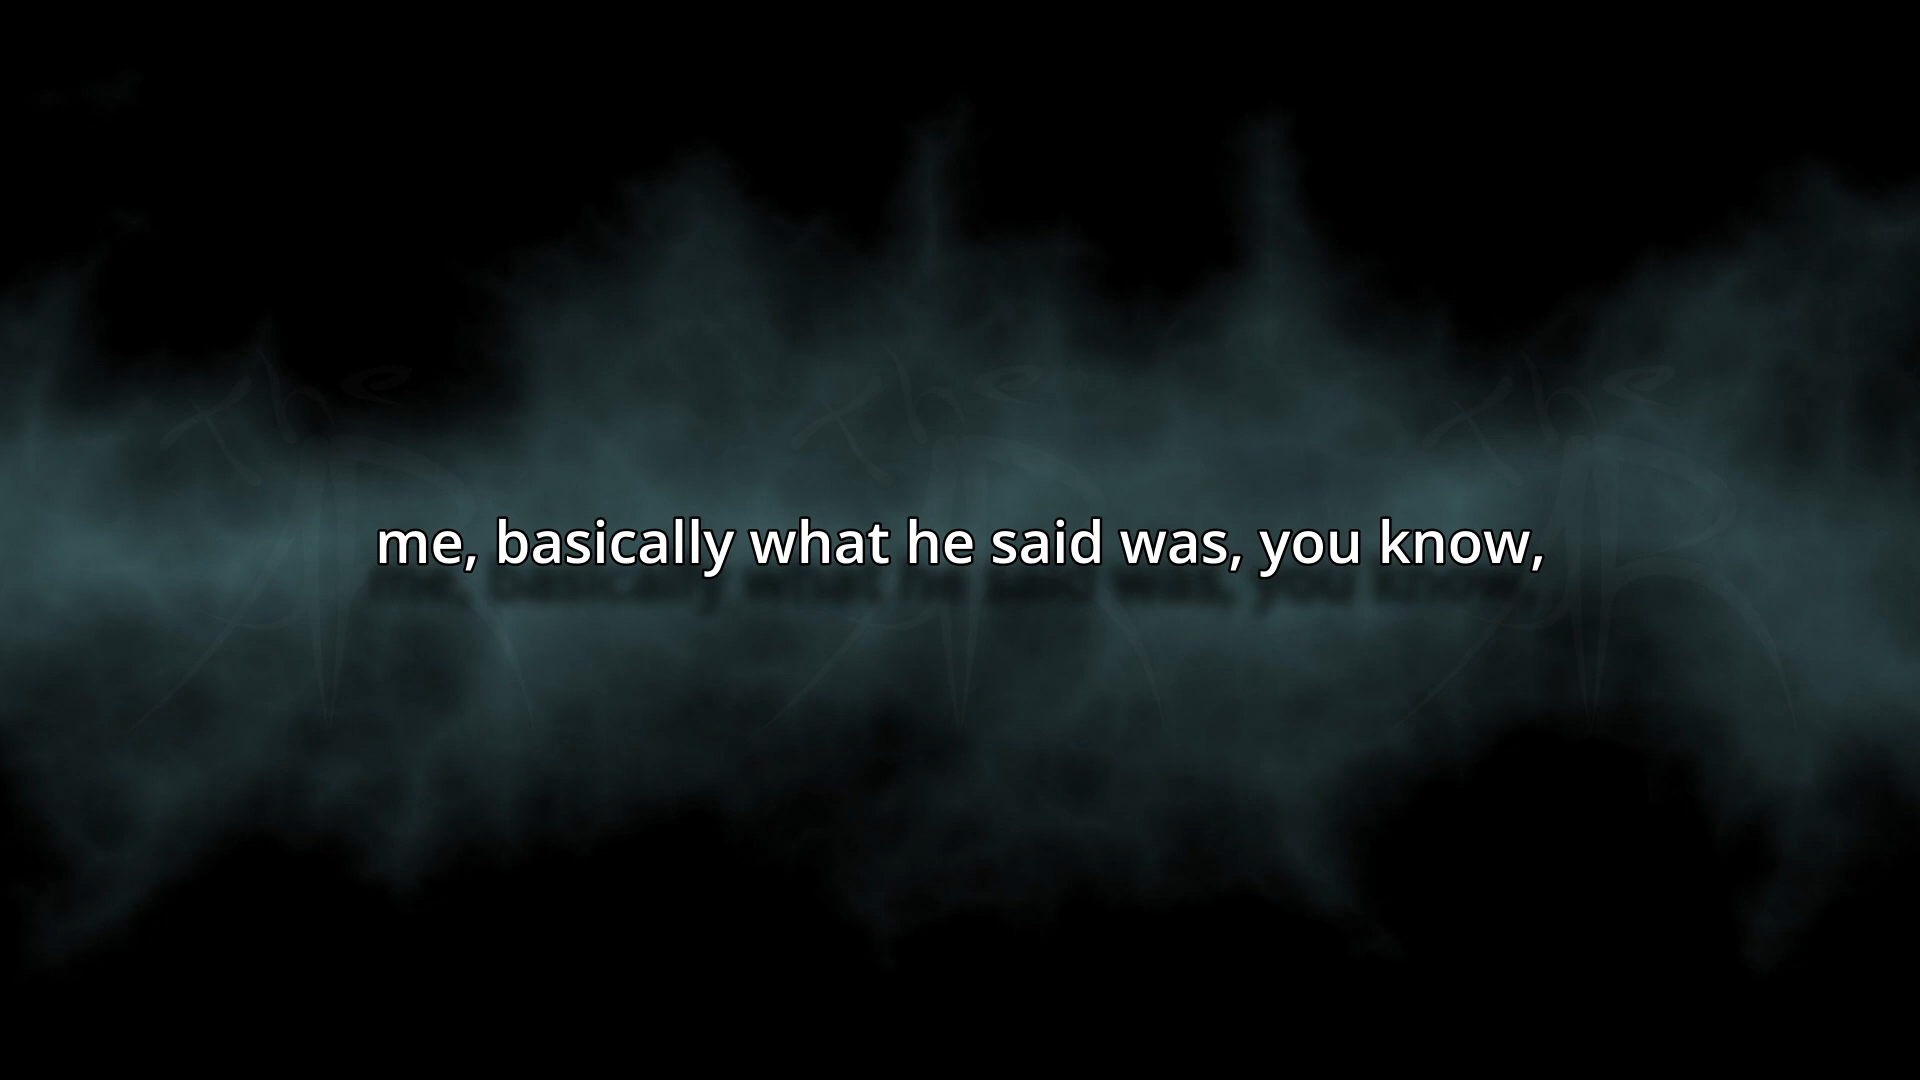 me, basically what he said was, you know,